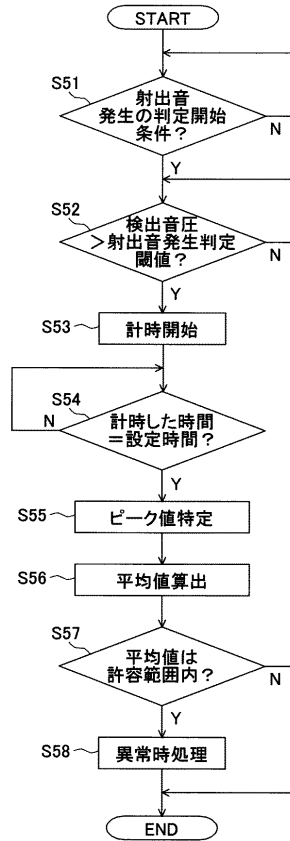 START
S51
射出音
発生の判定開始
条件?
N
Y
S52
検出音圧
>射出音発生判定
閾値?
N
Y
S53
計時開始
S54
計時した時間
=設定時間?
N
Y
S55
ピーク値特定
S56
平均値算出
S57
平均値は
許容範囲内?
N
Y
S58
異常時処理
END